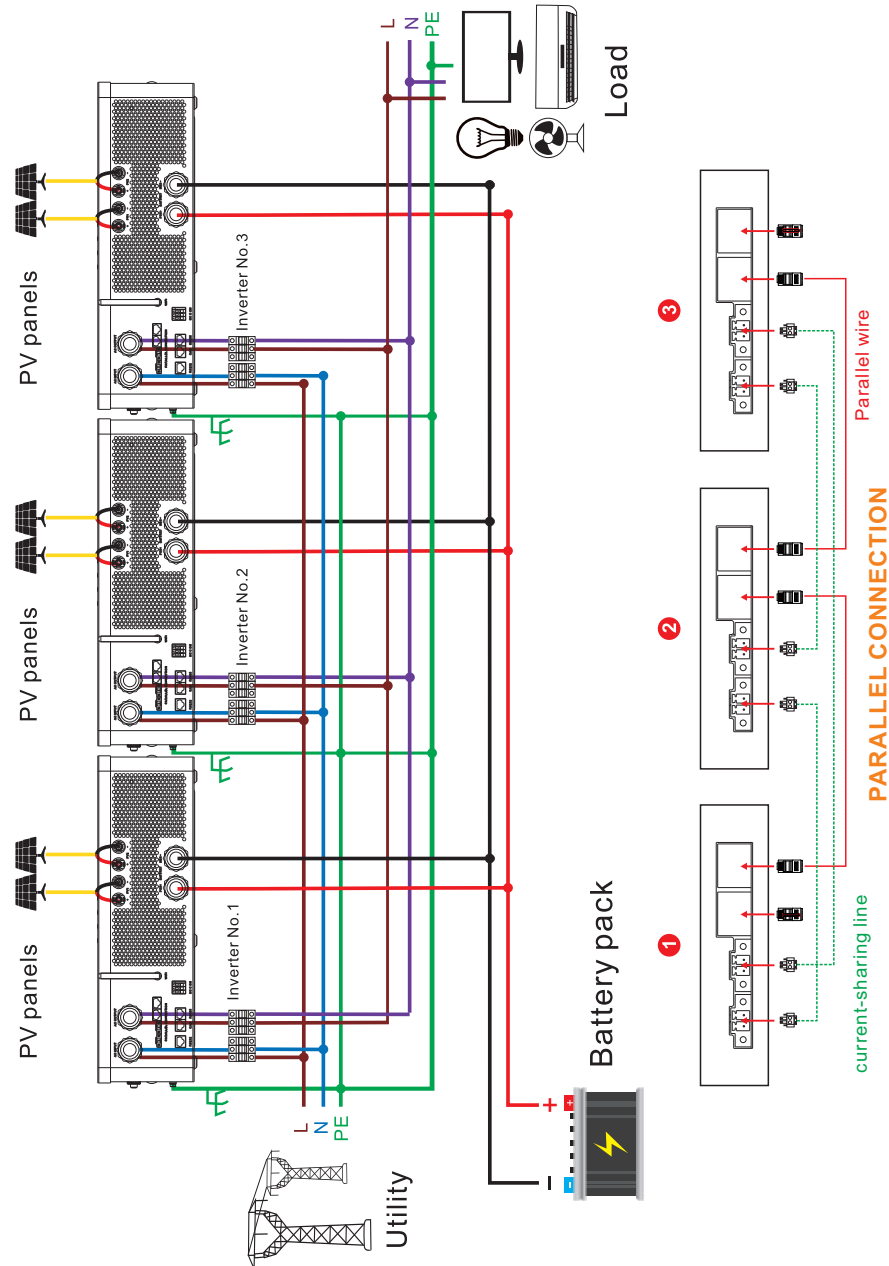 PV panels
PV panels
PV panels
Inverter No.1
Inverter No.2
Inverter No.3
L
N
PE
L
N
PE
Utility
Load
Battery pack
+
-
1
2
3
current-sharing line
Parallel wire
PARALLEL CONNECTION